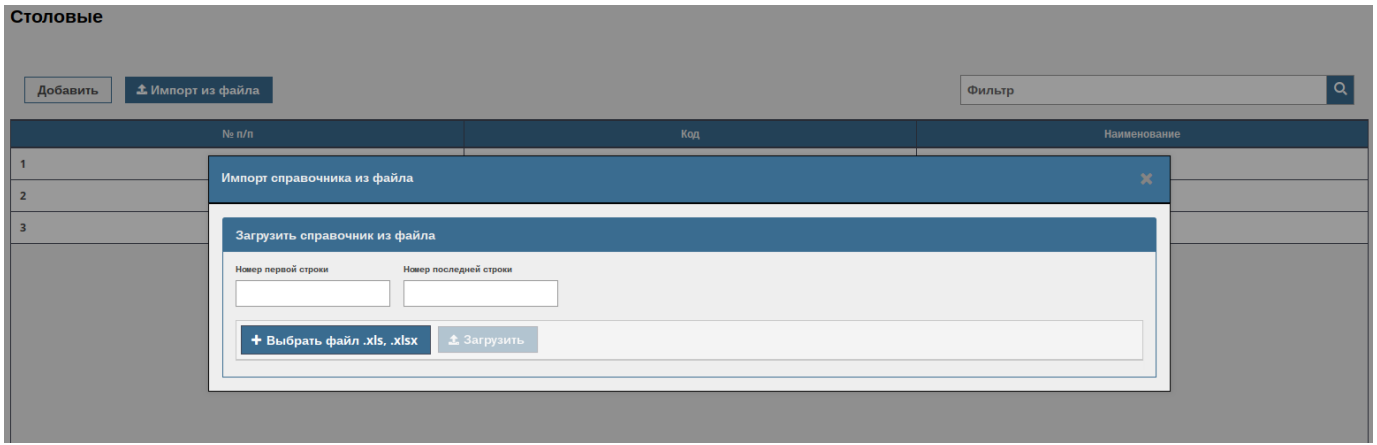 Столовые
Добавить
Импорт из файла
Фильтр
№ п/п Код Наименование
1
Импорт справочника из файла
2
3
Загрузить справочник из файла
Номер первой строки Номер последней строки
+ Выбрать файл .xls, .xlsx
Загрузить